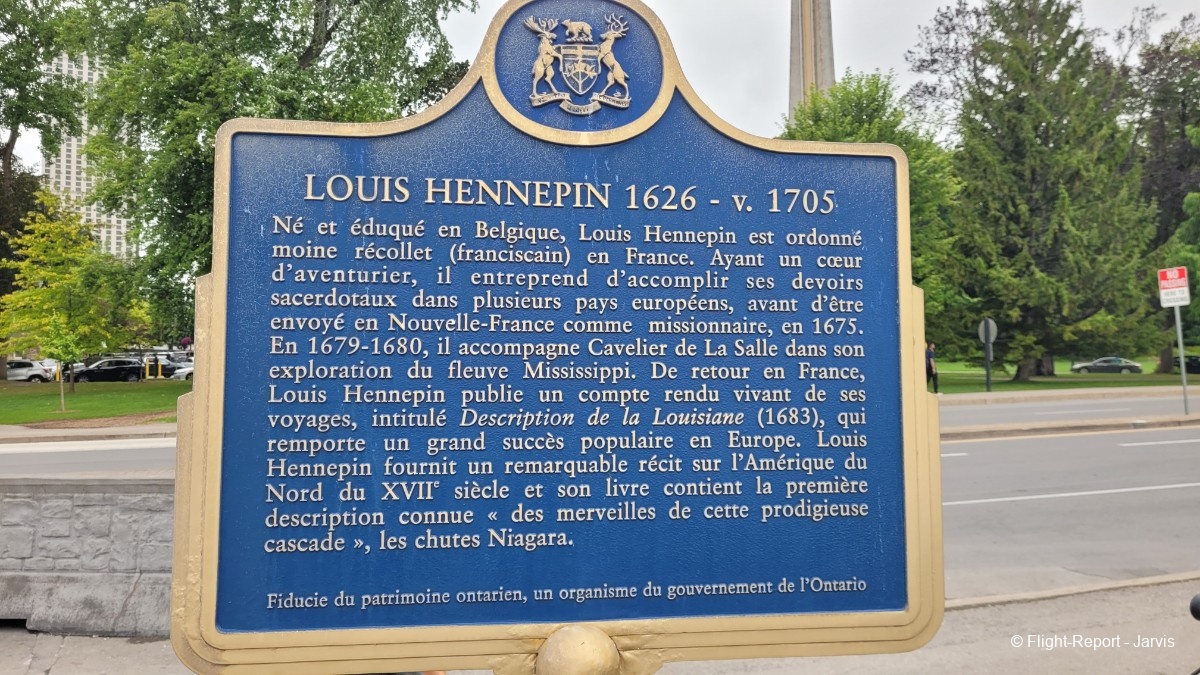 LOUIS HENNEPIN 1626 - v. 1705
Né et éduqué en Belgique, Louis Hennepin est ordonné
moine récollet (franciscain) en France. Ayant un cœur
d'aventurier, il entreprend d'accomplir ses devoirs
sacerdotaux dans plusieurs pays européens, avant d'être
envoyé en Nouvelle-France comme missionnaire, en 1675.
En 1679-1680, il accompagne Cavelier de La Salle dans son
exploration du fleuve Mississippi. De retour en France,
Louis Hennepin publie un compte rendu vivant de ses
voyages, intitulé Description de la Louisiane (1683), qui
remporte un grand succès populaire en Europe. Louis
Hennepin fournit un remarquable récit sur l'Amérique du
Nord du XVIIe siècle et son livre contient la première
description connue « des merveilles de cette prodigieuse
cascade », les chutes Niagara.
Fiducie du patrimoine ontarien, un organisme du gouvernement de l'Ontario
NO
© Flight-Report - Jarvis